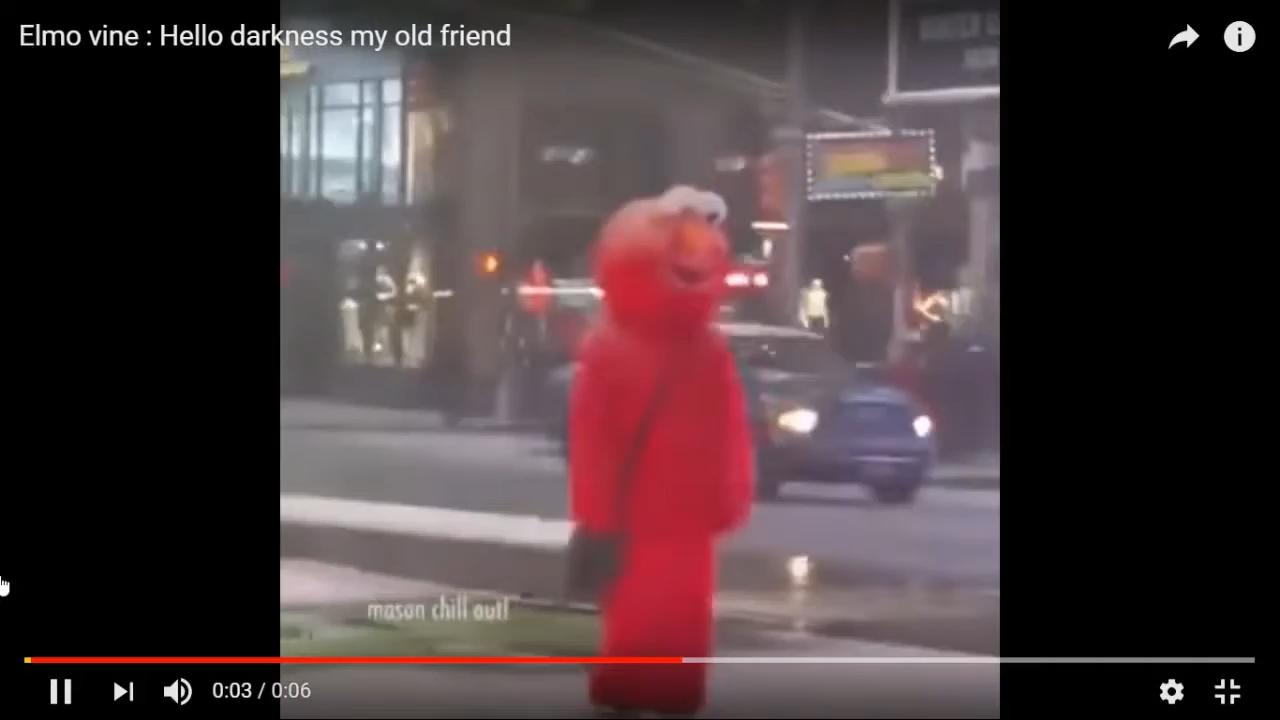 Elmo vine : Hello darkness my old friend
mason chill out!
0:03 / 0:06